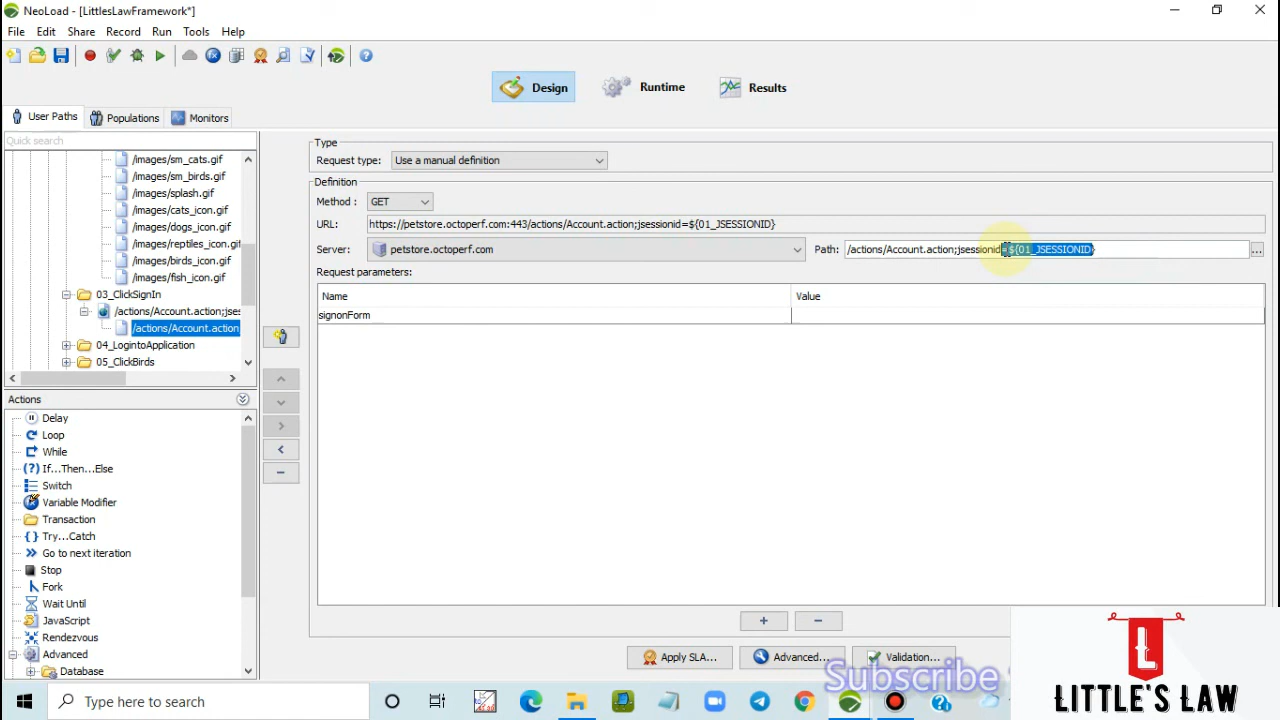 NeoLoad - [LittlesLawFramework*]
File Edit Share Record Run Tools Help
Design
Runtime
Results
User Paths
Populations
Monitors
Quick search
/images/sm_cats.gif
/images/sm_birds.gif
/images/splash.gif
/images/cats_icon.gif
/images/dogs_icon.gif
/images/reptiles_icon.gif
/images/birds_icon.gif
/images/fish_icon.gif
03_ClickSignIn
/actions/Account.action;jses
/actions/Account.action
04_LogintoApplication
05_ClickBirds
Actions
Delay
Loop
While
If...Then...Else
Switch
Variable Modifier
Transaction
Try...Catch
Go to next iteration
Stop
Fork
Wait Until
JavaScript
Rendezvous
Advanced
Database
Type
Request type: Use a manual definition
Definition
Method : GET
URL: https://petstore.octoperf.com:443/actions/Account.action;jsessionid=${01_JSESSIONID}
Server: petstore.octoperf.com Path: /actions/Account.action;jsessionid=${01_JSESSIONID}
Request parameters:
Name Value
signonForm
Apply SLA... Advanced... Validation...
Subscribe
L
LITTLE'S LAW
Type here to search